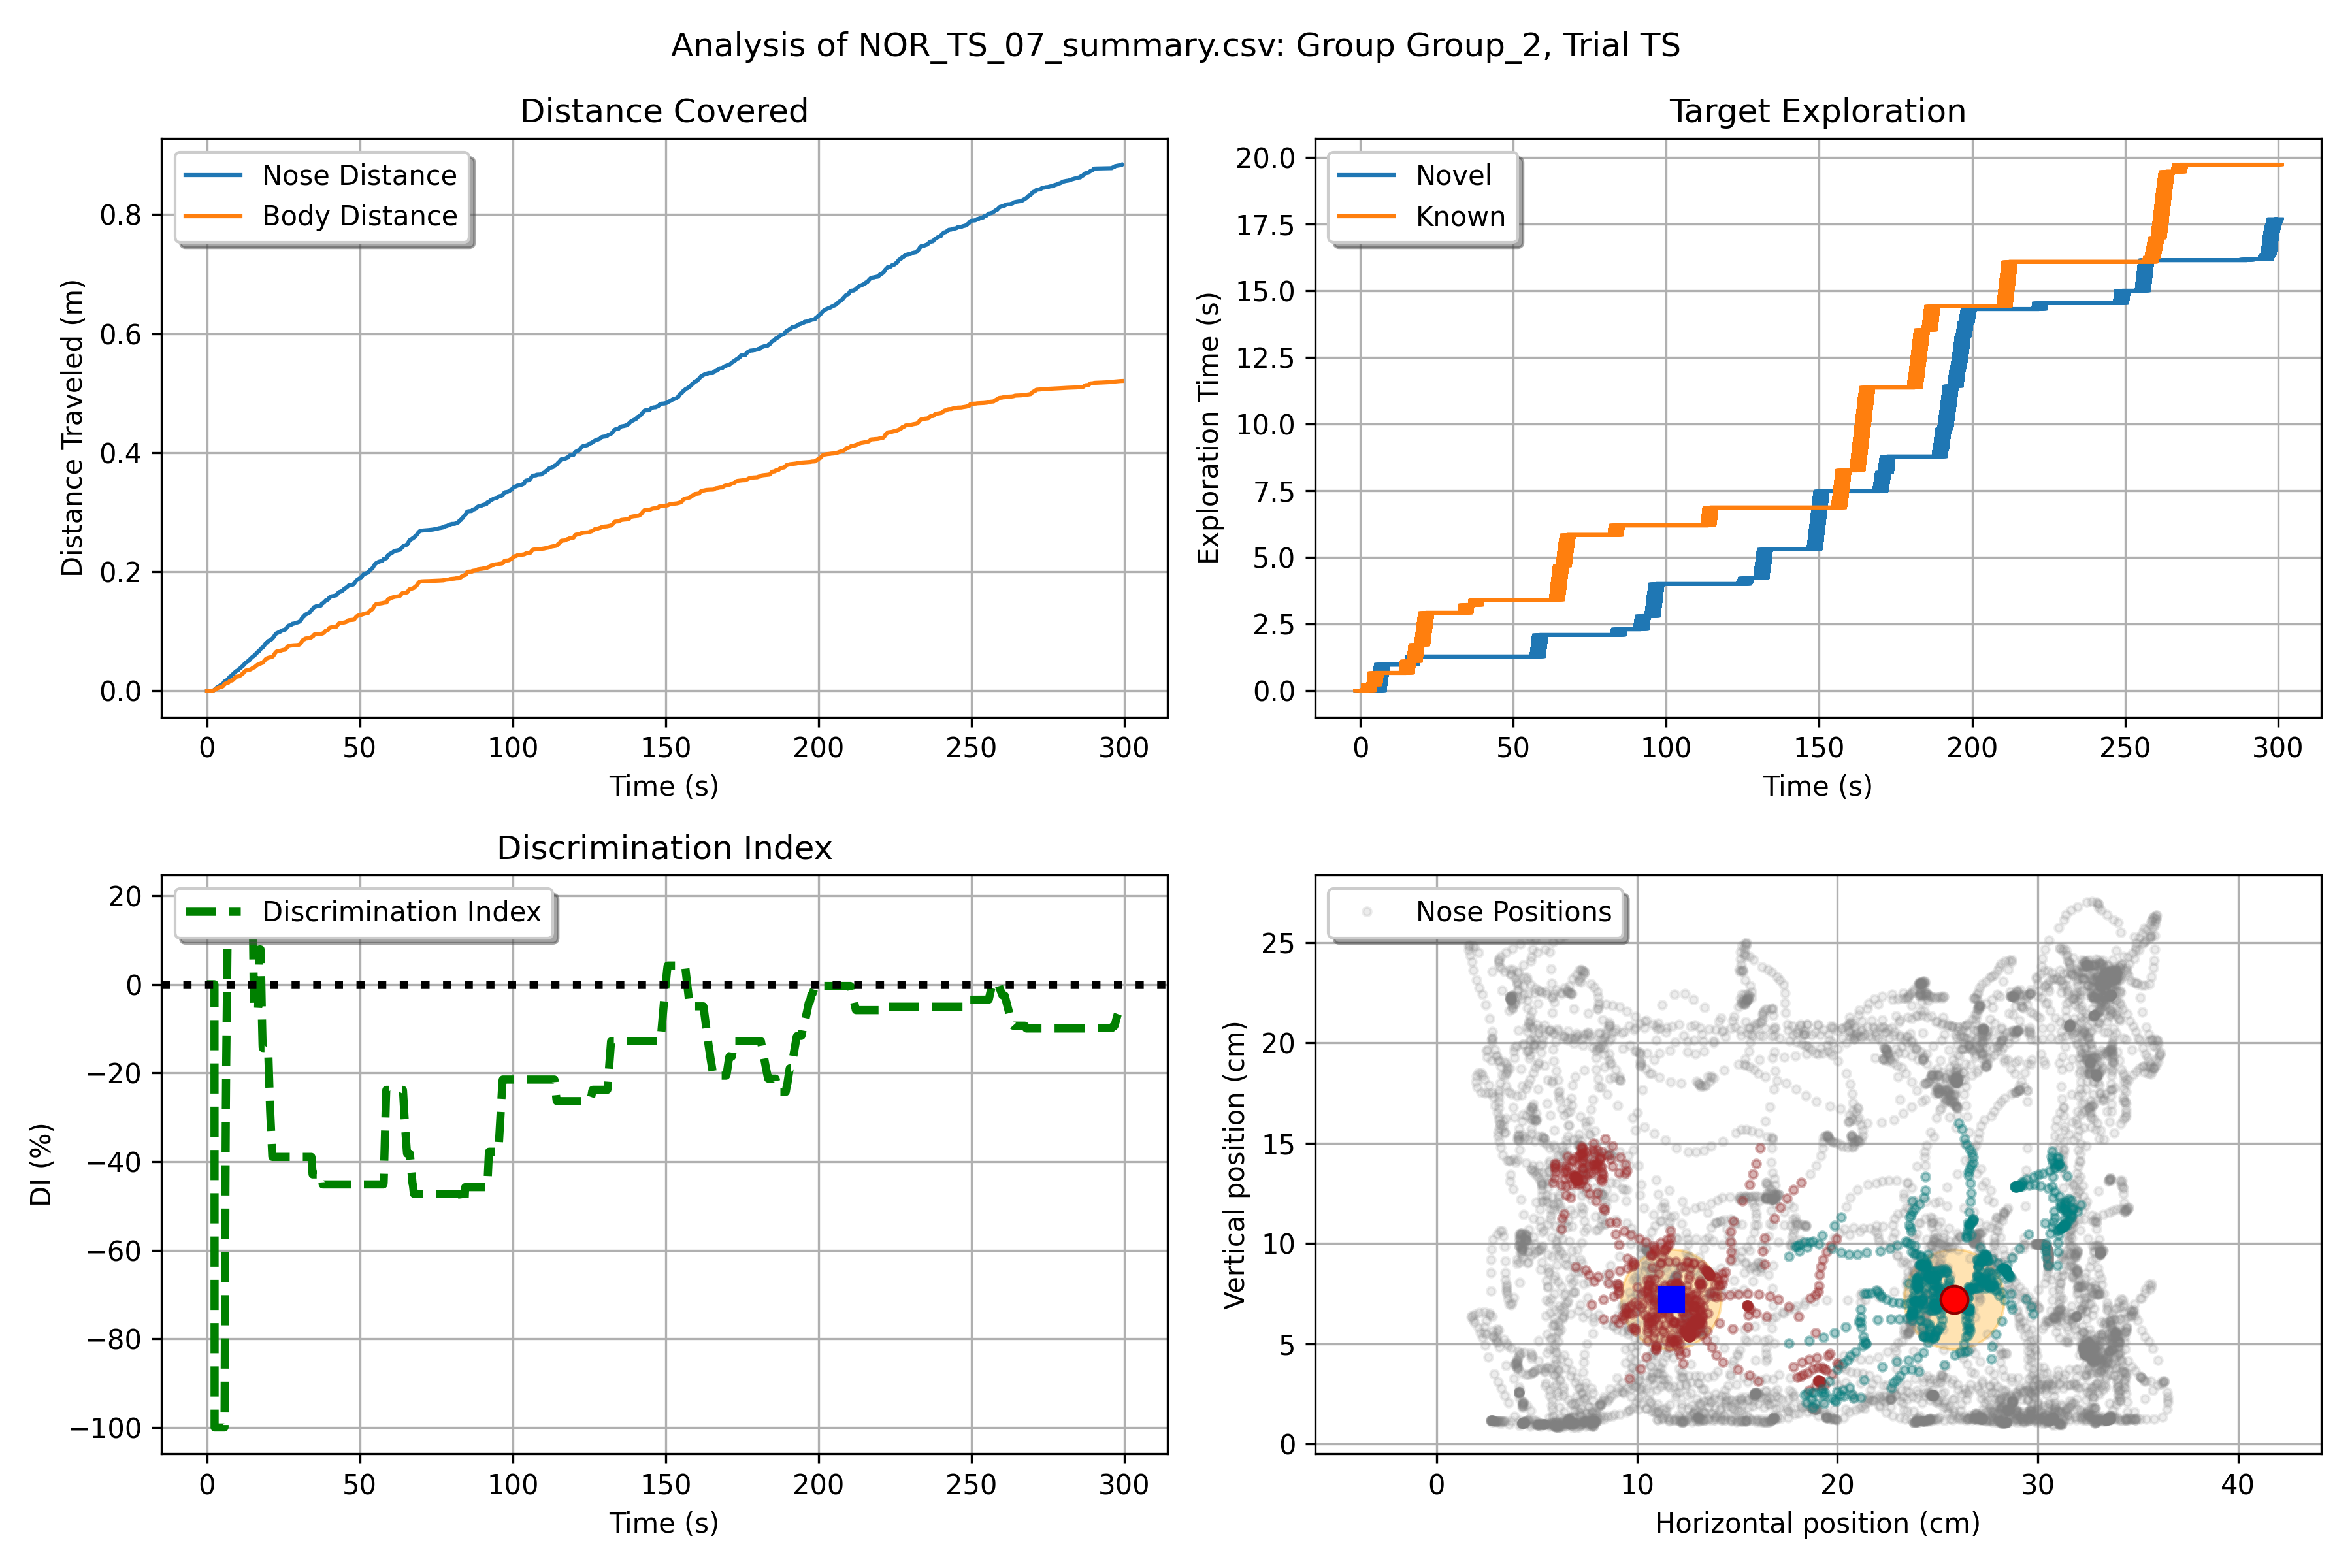 Analysis of NOR_TS_07_summary.csv: Group Group_2, Trial TS
Distance Covered
Nose Distance
Body Distance
Distance Traveled (m)
0.8
0.6
0.4
0.2
0.0
0 50 100 150 200 250 300
Time (s)
Target Exploration
Novel
Known
Exploration Time (s)
20.0
17.5
15.0
12.5
10.0
7.5
5.0
2.5
0.0
0 50 100 150 200 250 300
Time (s)
Discrimination Index
Discrimination Index
DI (%)
20
0
−20
−40
−60
−80
−100
0 50 100 150 200 250 300
Time (s)
Nose Positions
Vertical position (cm)
25
20
15
10
5
0
0 10 20 30 40
Horizontal position (cm)